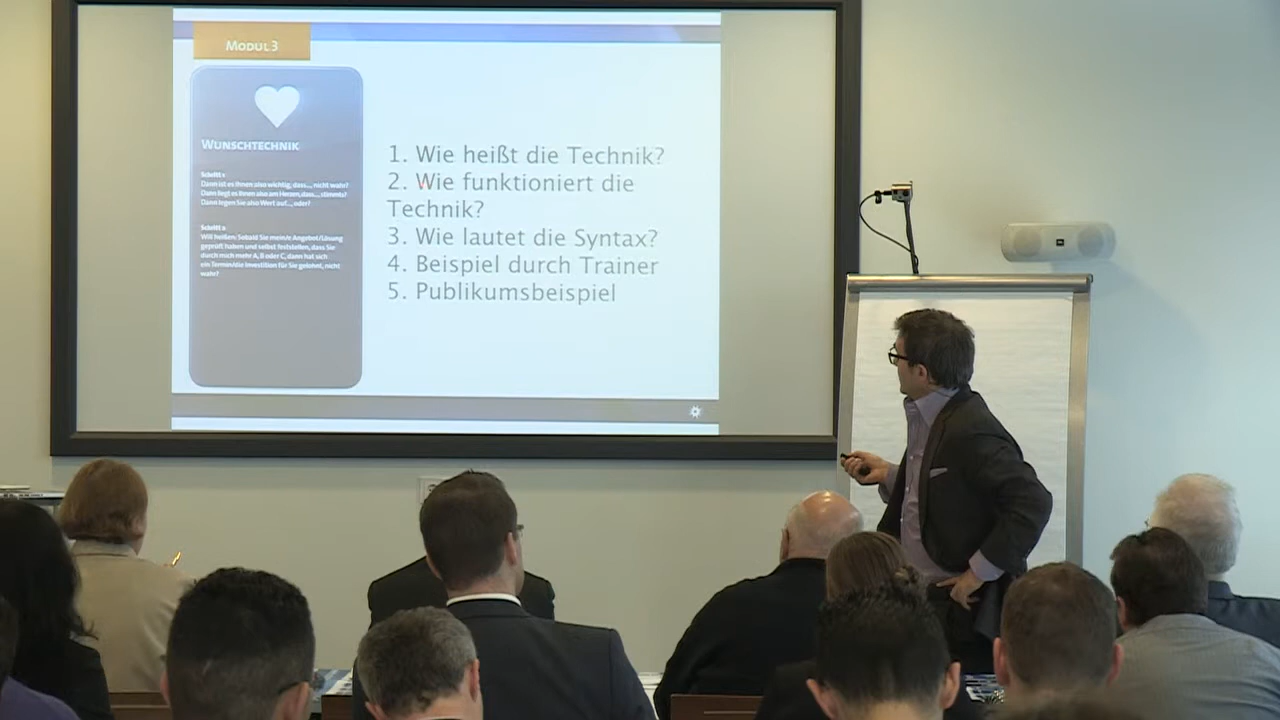 MODUL 3
WUNSCHTECHNIK
Schritt 1
Dann ist es Ihnen also wichtig, dass..., nicht wahr?
Dann liegt es Ihnen also am Herzen, dass..., stimmts?
Dann legen Sie also Wert auf..., oder?
Schritt 2
Will heißen: Sobald Sie mein/e Angebot/Lösung
geprüft haben und selbst feststellen, dass Sie
durch mich mehr A, B oder C, dann hat sich
ein Termin/die Investition für Sie gelohnt, nicht
wahr?
1. Wie heißt die Technik?
2. Wie funktioniert die
Technik?
3. Wie lautet die Syntax?
4. Beispiel durch Trainer
5. Publikumsbeispiel